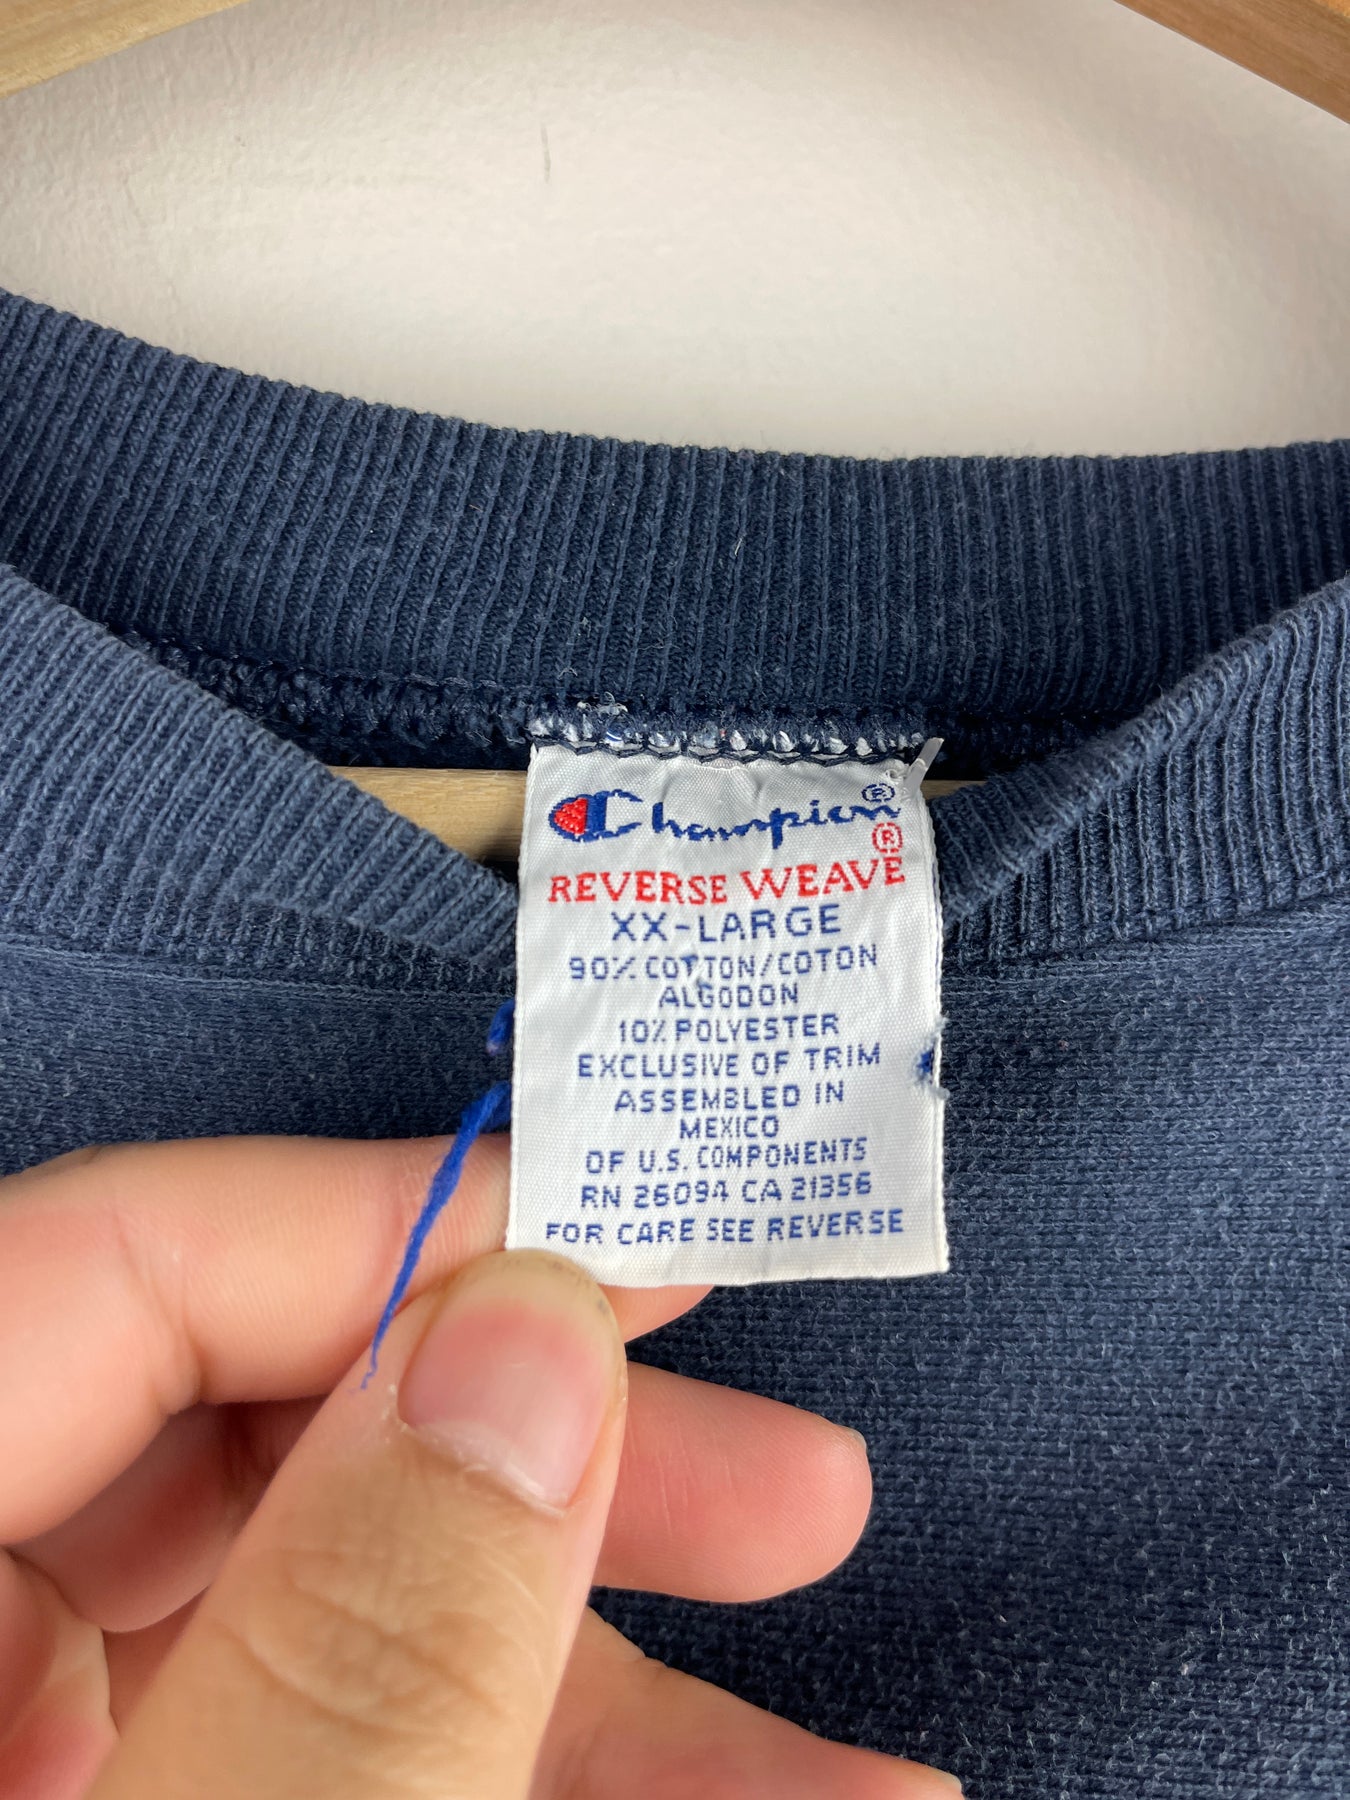 Champion®
REVERSE WEAVE®
XX-LARGE
90% COTTON/COTON
ALGODON
10% POLYESTER
EXCLUSIVE OF TRIM
ASSEMBLED IN
MEXICO
OF U.S. COMPONENTS
RN 26094 CA 21356
FOR CARE SEE REVERSE